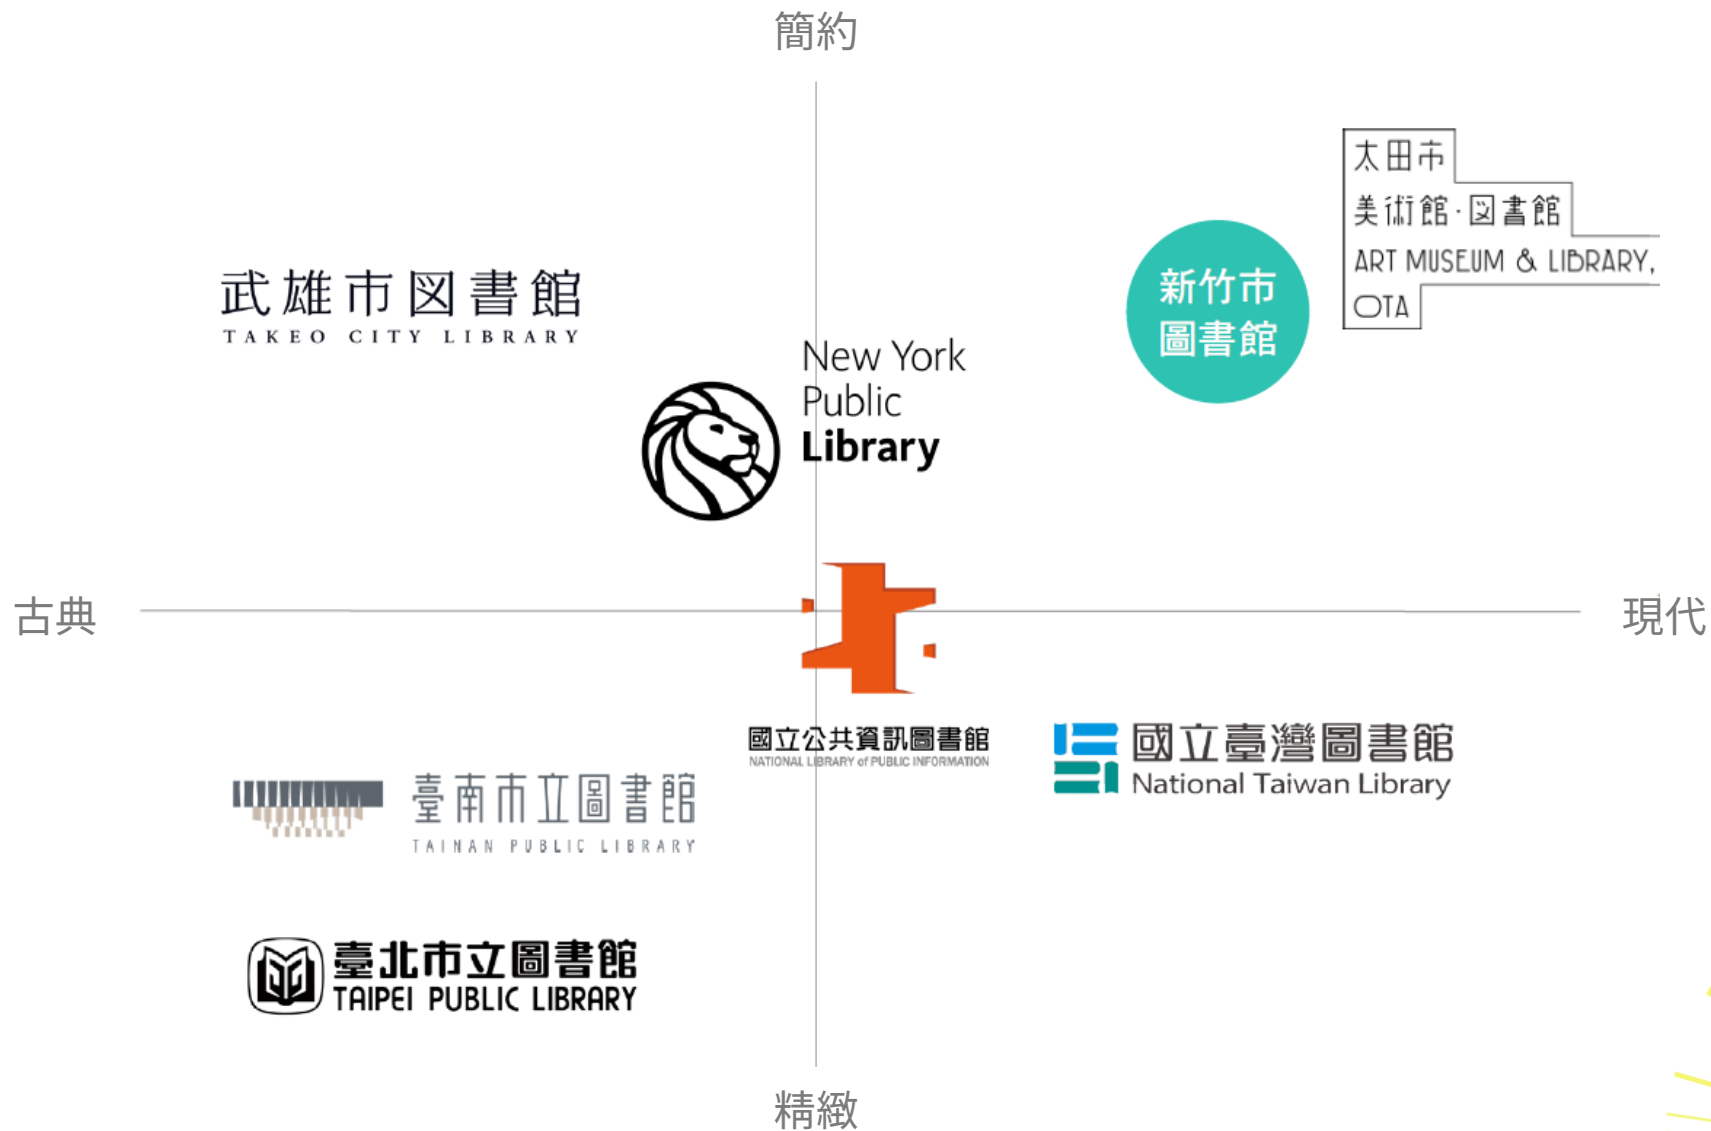 簡約
太田市
美術館·図書館
ART MUSEUM & LIBRARY,
OTA
新竹市
圖書館
武雄市図書館
TAKEO CITY LIBRARY
New York
Public
Library
古典
現代
國立公共資訊圖書館
NATIONAL LIBRARY of PUBLIC INFORMATION
國立臺灣圖書館
National Taiwan Library
臺南市立圖書館
TAINAN PUBLIC LIBRARY
臺北市立圖書館
TAIPEI PUBLIC LIBRARY
精緻